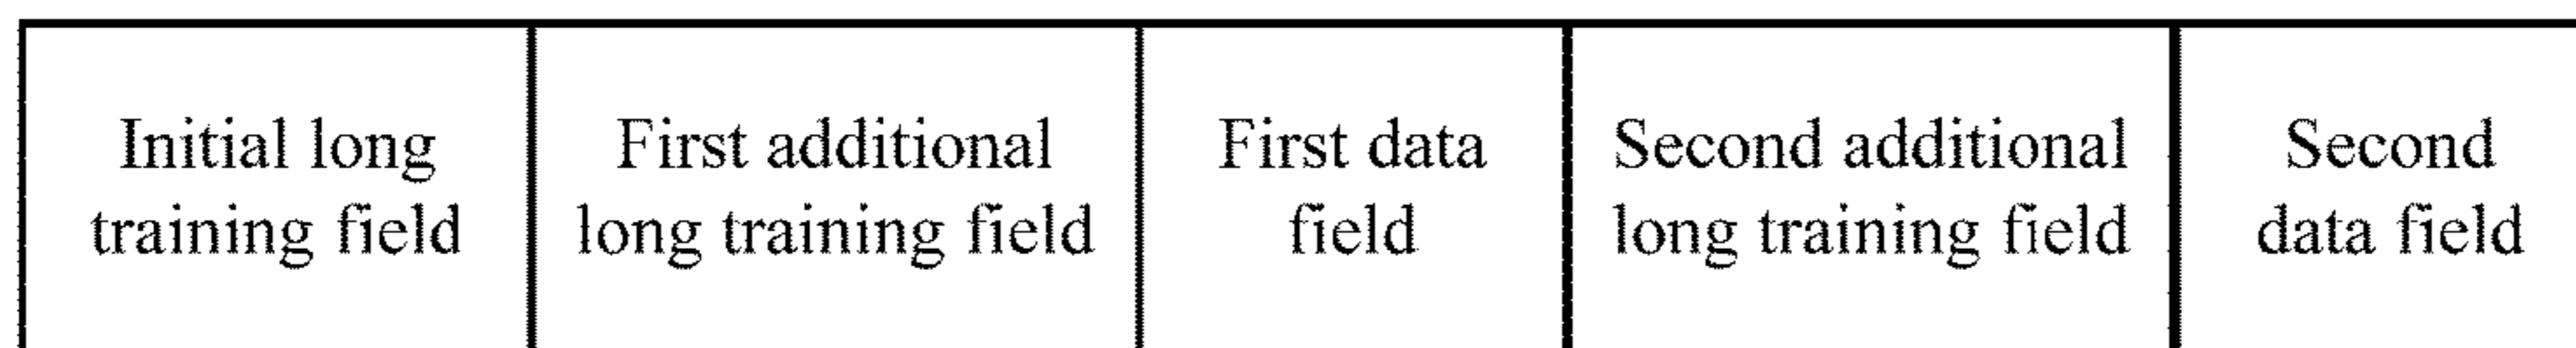 Initial long
training field
First additional
long training field
First data
field
Second additional
long training field
Second
data field